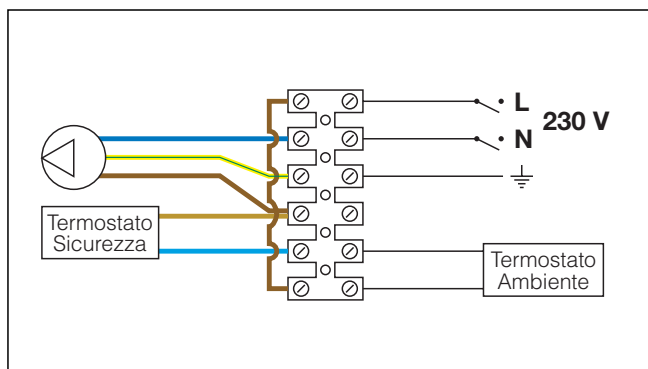 L
230 V
N
Termostato
Sicurezza
Termostato
Ambiente